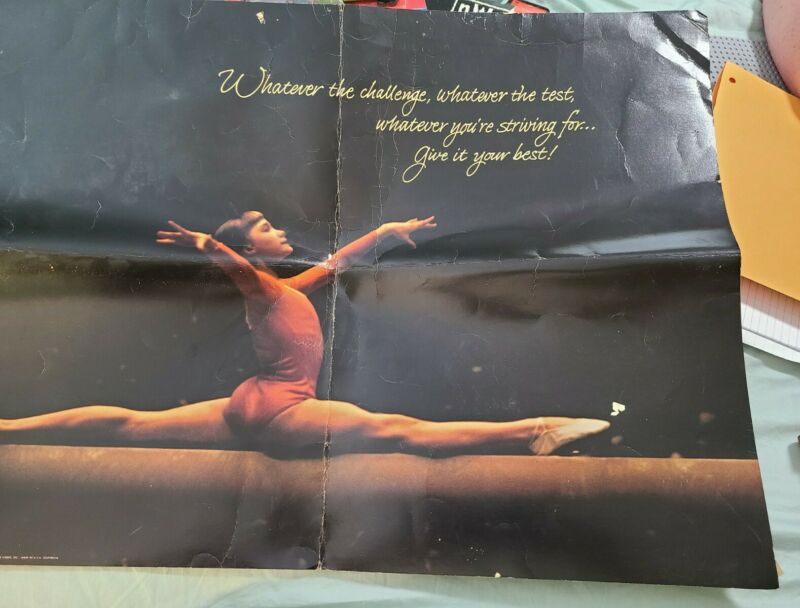 Whatever the challenge, whatever the test,
whatever you're striving for...
Give it your best!